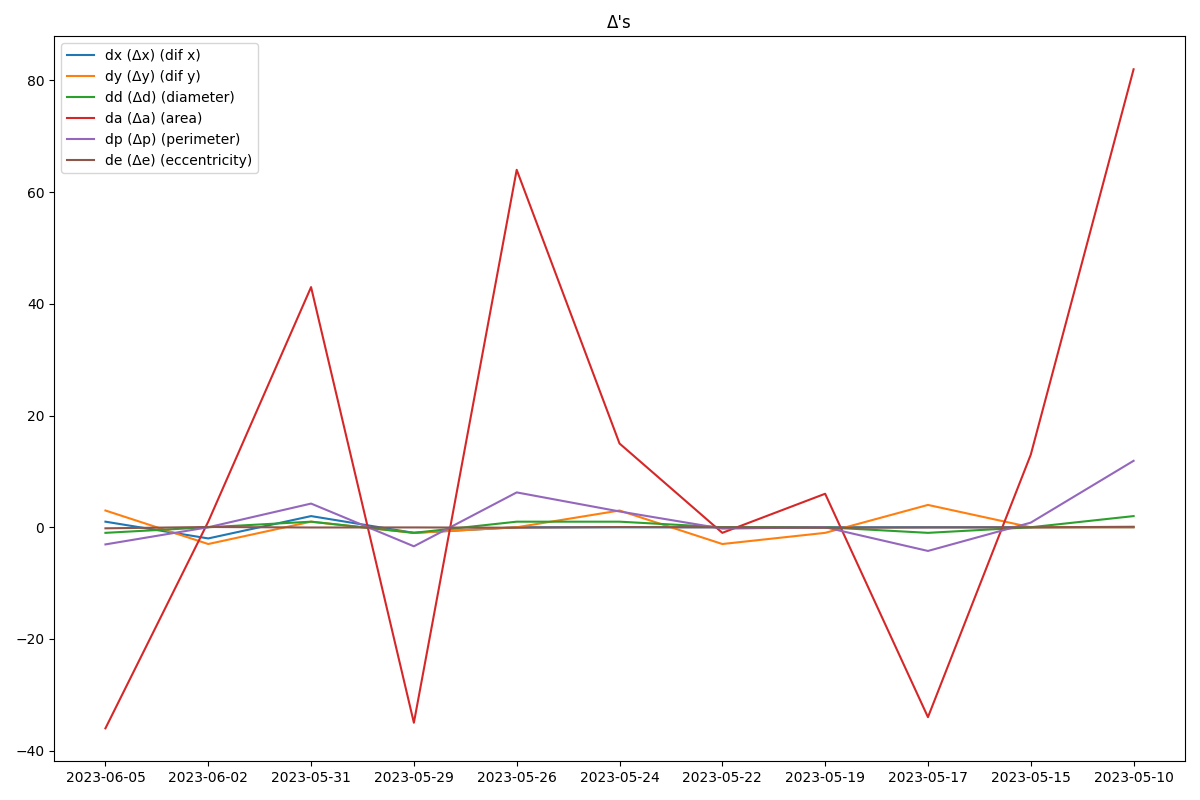 Δ's
dx (Δx) (dif x)
dy (Δy) (dif y)
dd (Δd) (diameter)
da (Δa) (area)
dp (Δp) (perimeter)
de (Δe) (eccentricity)
80
60
40
20
0
−20
−40
2023-06-05 2023-06-02 2023-05-31 2023-05-29 2023-05-26 2023-05-24 2023-05-22 2023-05-19 2023-05-17 2023-05-15 2023-05-10